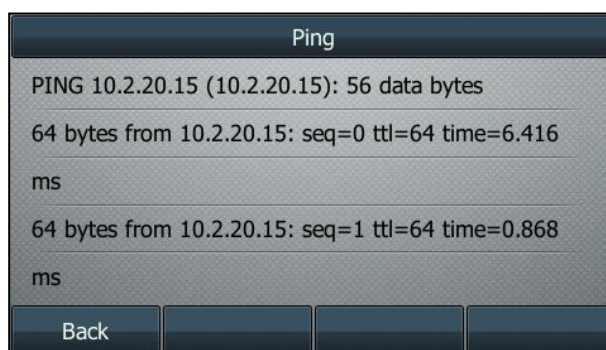 Ping
PING 10.2.20.15 (10.2.20.15): 56 data bytes
64 bytes from 10.2.20.15: seq=0 ttl=64 time=6.416
ms
64 bytes from 10.2.20.15: seq=1 ttl=64 time=0.868
ms
Back